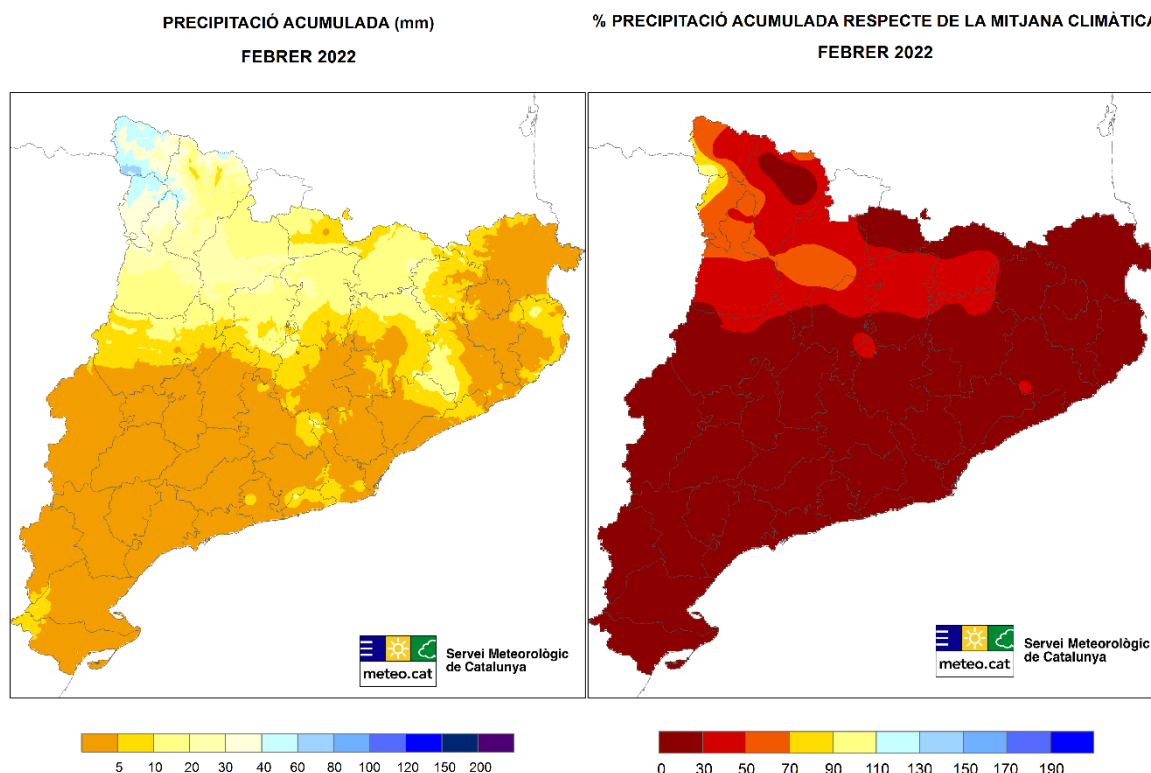 PRECIPITACIÓ ACUMULADA (mm)
FEBRER 2022
% PRECIPITACIÓ ACUMULADA RESPECTE DE LA MITJANA CLIMÀTICA
FEBRER 2022
meteo.cat
Servei Meteorològic
de Catalunya
meteo.cat
Servei Meteorològic
de Catalunya
5 10 20 30 40 60 80 100 120 150 200
0 30 50 70 90 110 130 150 170 190